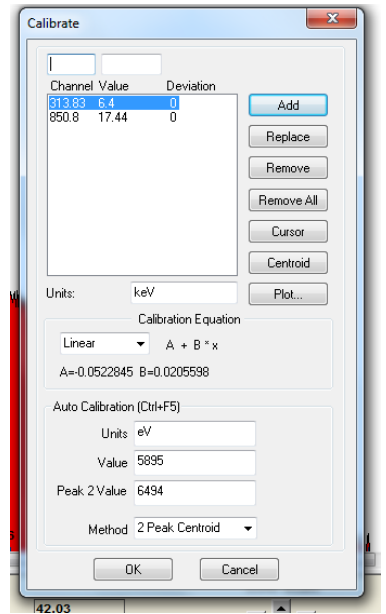 Calibrate
Channel Value Deviation
313.83 6.4 0
850.8 17.44 0
Add
Replace
Remove
Remove All
Cursor
Centroid
Plot...
Units: keV
Calibration Equation
Linear A + B * x
A=-0.0522845 B=0.0205598
Auto Calibration (Ctrl+F5)
Units eV
Value 5895
Peak 2 Value 6494
Method 2 Peak Centroid
OK Cancel
42.03